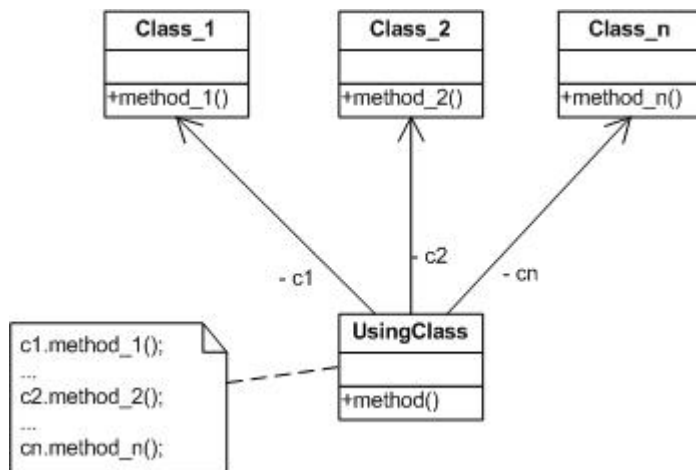 Class_1
+method_1()
Class_2
+method_2()
Class_n
+method_n()
- c1
- c2
- cn
UsingClass
+method()
c1.method_1();
...
c2.method_2();
...
cn.method_n();